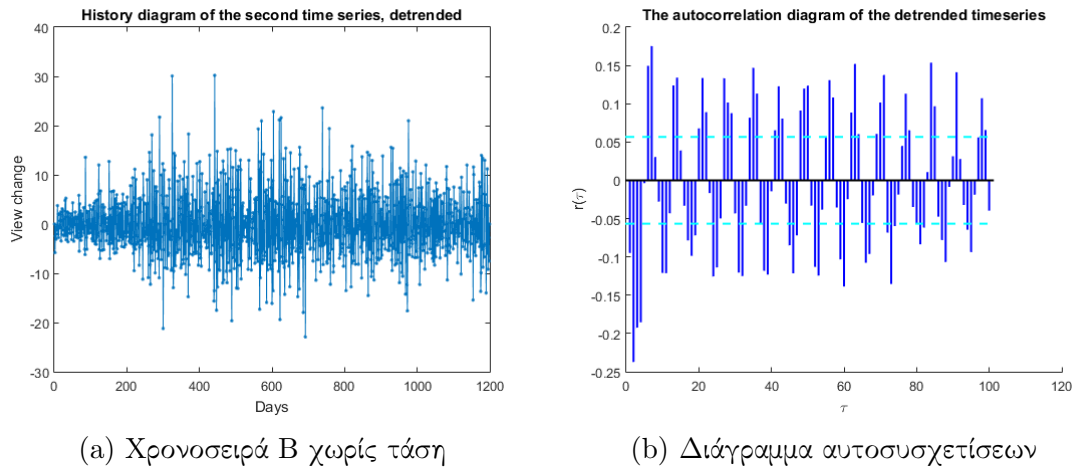 History diagram of the second time series, detrended
40
30
20
10
0
-10
-20
-30
View change
0 200 400 600 800 1000 1200
Days
(a) Χρονοσειρά Β χωρίς τάση
The autocorrelation diagram of the detrended timeseries
0.2
0.15
0.1
0.05
0
-0.05
-0.1
-0.15
-0.2
-0.25
r(τ)
0 20 40 60 80 100 120
τ
(b) Διάγραμμα αυτοσυσχετίσεων